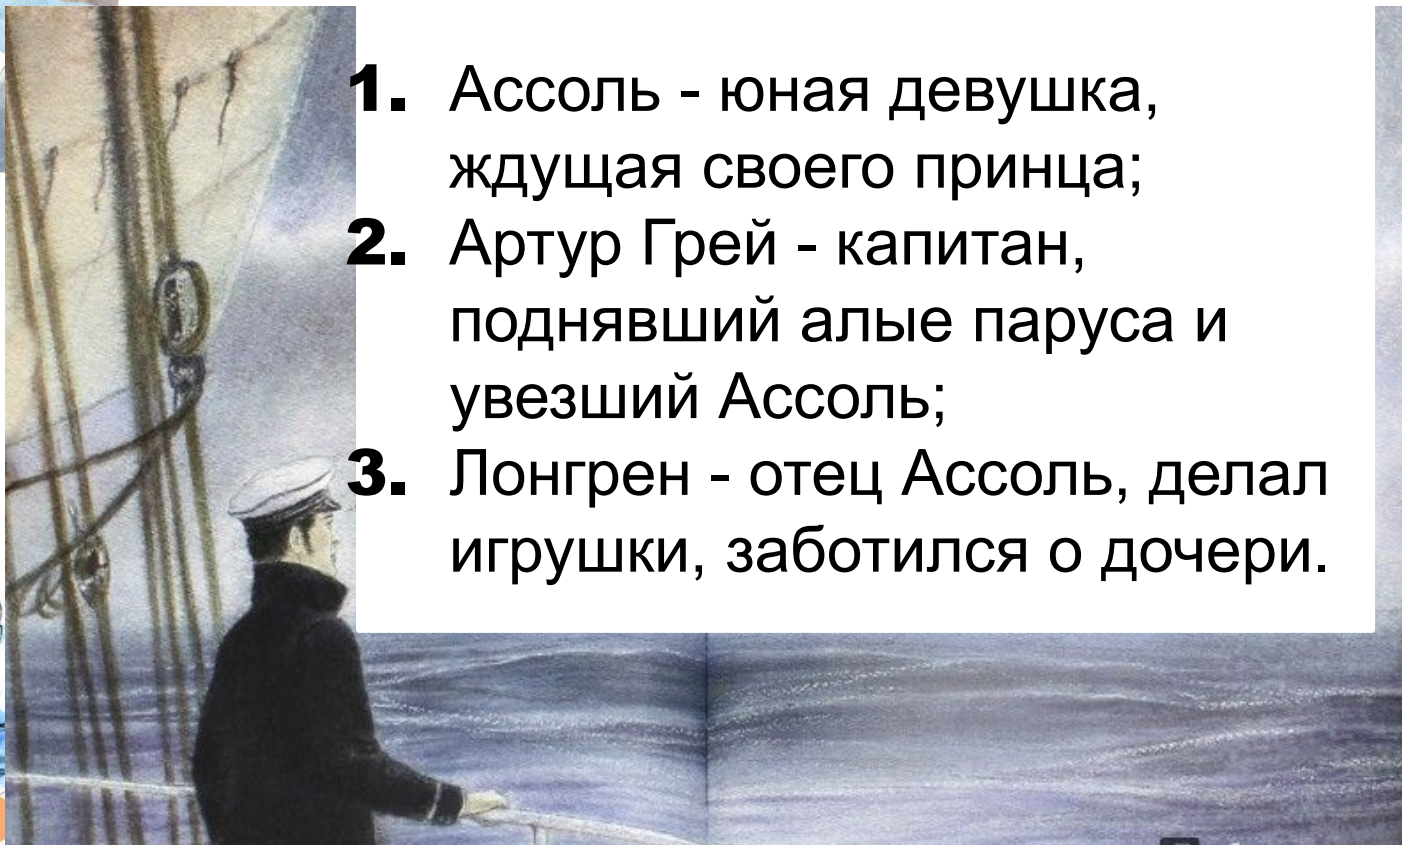 1. Ассоль - юная девушка,
ждущая своего принца;
2. Артур Грей - капитан,
поднявший алые паруса и
увезший Ассоль;
3. Лонгрен - отец Ассоль, делал
игрушки, заботился о дочери.